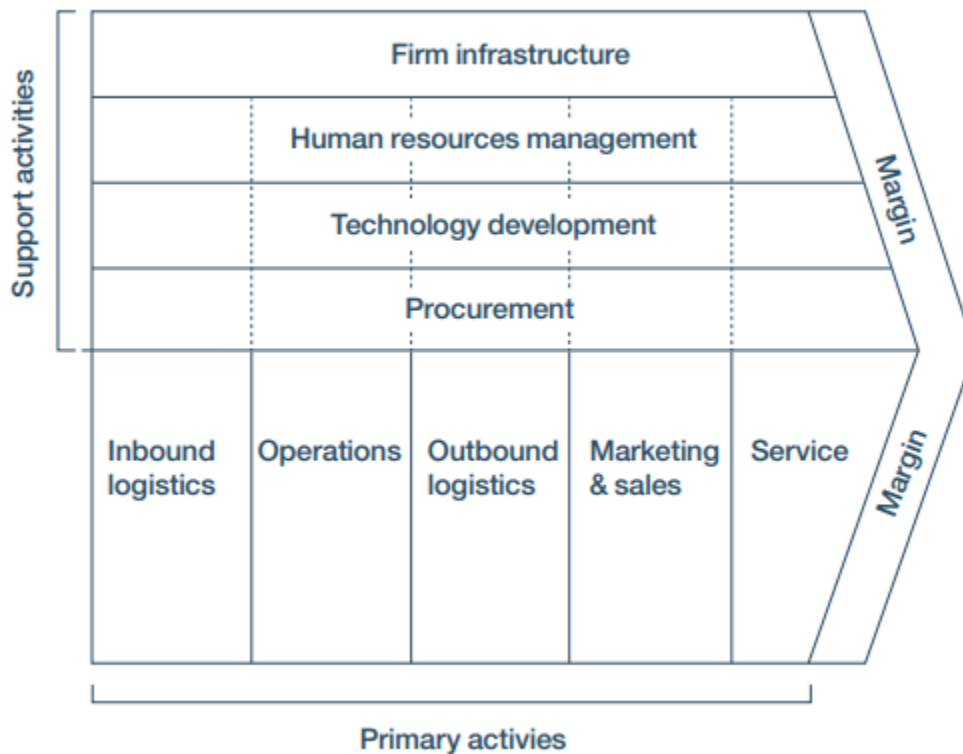 Support activities
Firm infrastructure
Human resources management
Technology development
Procurement
Margin
Inbound
logistics
Operations
Outbound
logistics
Marketing
& sales
Service
Margin
Primary activies